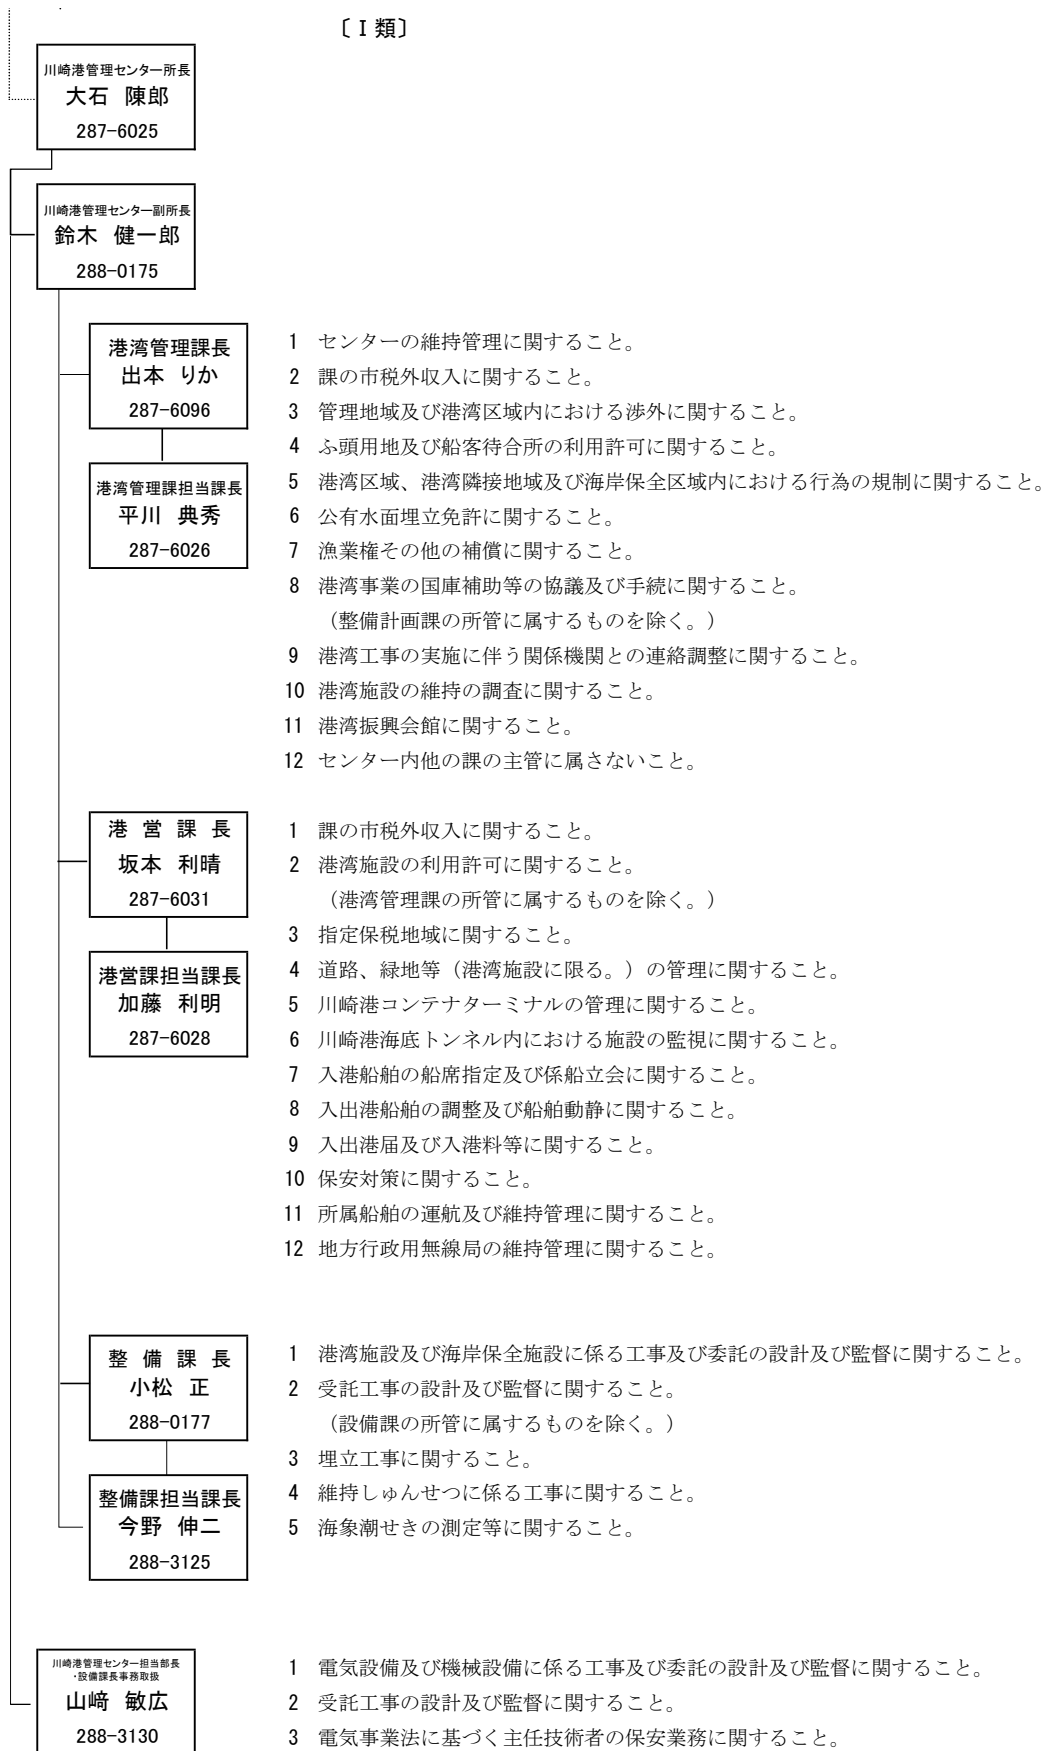 〔Ⅰ類〕
川崎港管理センター所長
大石 陳郎
287-6025
川崎港管理センター副所長
鈴木 健一郎
288-0175
港湾管理課長
出本 りか
287-6096
港湾管理課担当課長
平川 典秀
287-6026
1 センターの維持管理に関すること。
2 課の市税外収入に関すること。
3 管理地域及び港湾区域内における渉外に関すること。
4 ふ頭用地及び船客待合所の利用許可に関すること。
5 港湾区域、港湾隣接地域及び海岸保全区域内における行為の規制に関すること。
6 公有水面埋立免許に関すること。
7 漁業権その他の補償に関すること。
8 港湾事業の国庫補助等の協議及び手続に関すること。
（整備計画課の所管に属するものを除く。）
9 港湾工事の実施に伴う関係機関との連絡調整に関すること。
10 港湾施設の維持の調査に関すること。
11 港湾振興会館に関すること。
12 センター内他の課の主管に属さないこと。
港 営 課 長
坂本 利晴
287-6031
港営課担当課長
加藤 利明
287-6028
1 課の市税外収入に関すること。
2 港湾施設の利用許可に関すること。
（港湾管理課の所管に属するものを除く。）
3 指定保税地域に関すること。
4 道路、緑地等（港湾施設に限る。）の管理に関すること。
5 川崎港コンテナターミナルの管理に関すること。
6 川崎港海底トンネル内における施設の監視に関すること。
7 入港船舶の船席指定及び係船立会に関すること。
8 入出港船舶の調整及び船舶動静に関すること。
9 入出港届及び入港料等に関すること。
10 保安対策に関すること。
11 所属船舶の運航及び維持管理に関すること。
12 地方行政用無線局の維持管理に関すること。
整 備 課 長
小松 正
288-0177
整備課担当課長
今野 伸二
288-3125
1 港湾施設及び海岸保全施設に係る工事及び委託の設計及び監督に関すること。
2 受託工事の設計及び監督に関すること。
（設備課の所管に属するものを除く。）
3 埋立工事に関すること。
4 維持しゅんせつに係る工事に関すること。
5 海象潮せきの測定等に関すること。
川崎港管理センター担当部長
・設備課長事務取扱
山﨑 敏広
288-3130
1 電気設備及び機械設備に係る工事及び委託の設計及び監督に関すること。
2 受託工事の設計及び監督に関すること。
3 電気事業法に基づく主任技術者の保安業務に関すること。